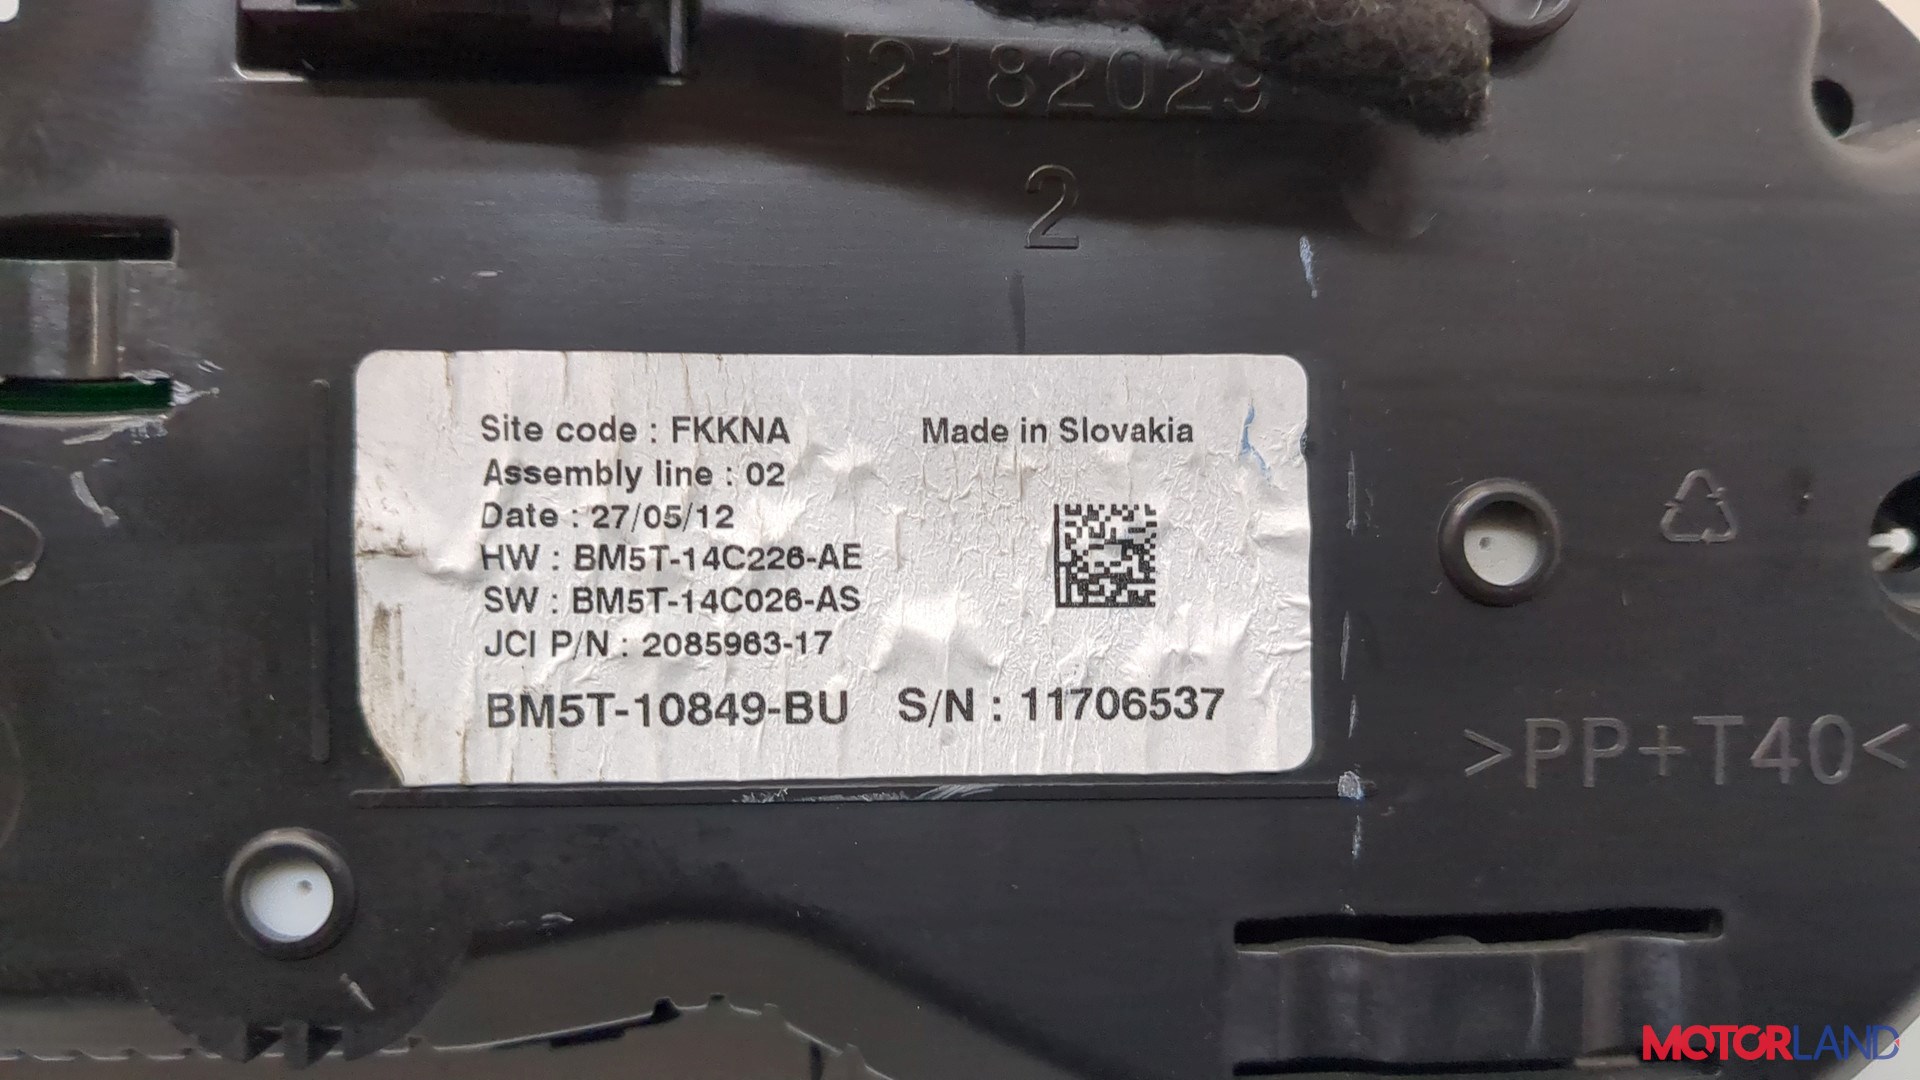 2182029
2
Site code : FKKNA
Made in Slovakia
Assembly line : 02
Date : 27/05/12
HW : BM5T-14C226-AE
SW : BM5T-14C026-AS
JCI P/N : 2085963-17
BM5T-10849-BU S/N : 11706537
>PP+T40<
MOTORLAND